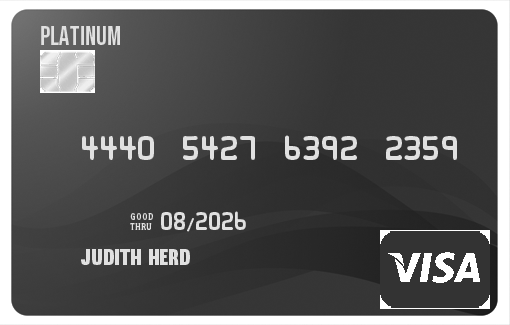 PLATINUM
4440 5427 6392 2359
GOOD THRU 08/2026
JUDITH HERD
VISA